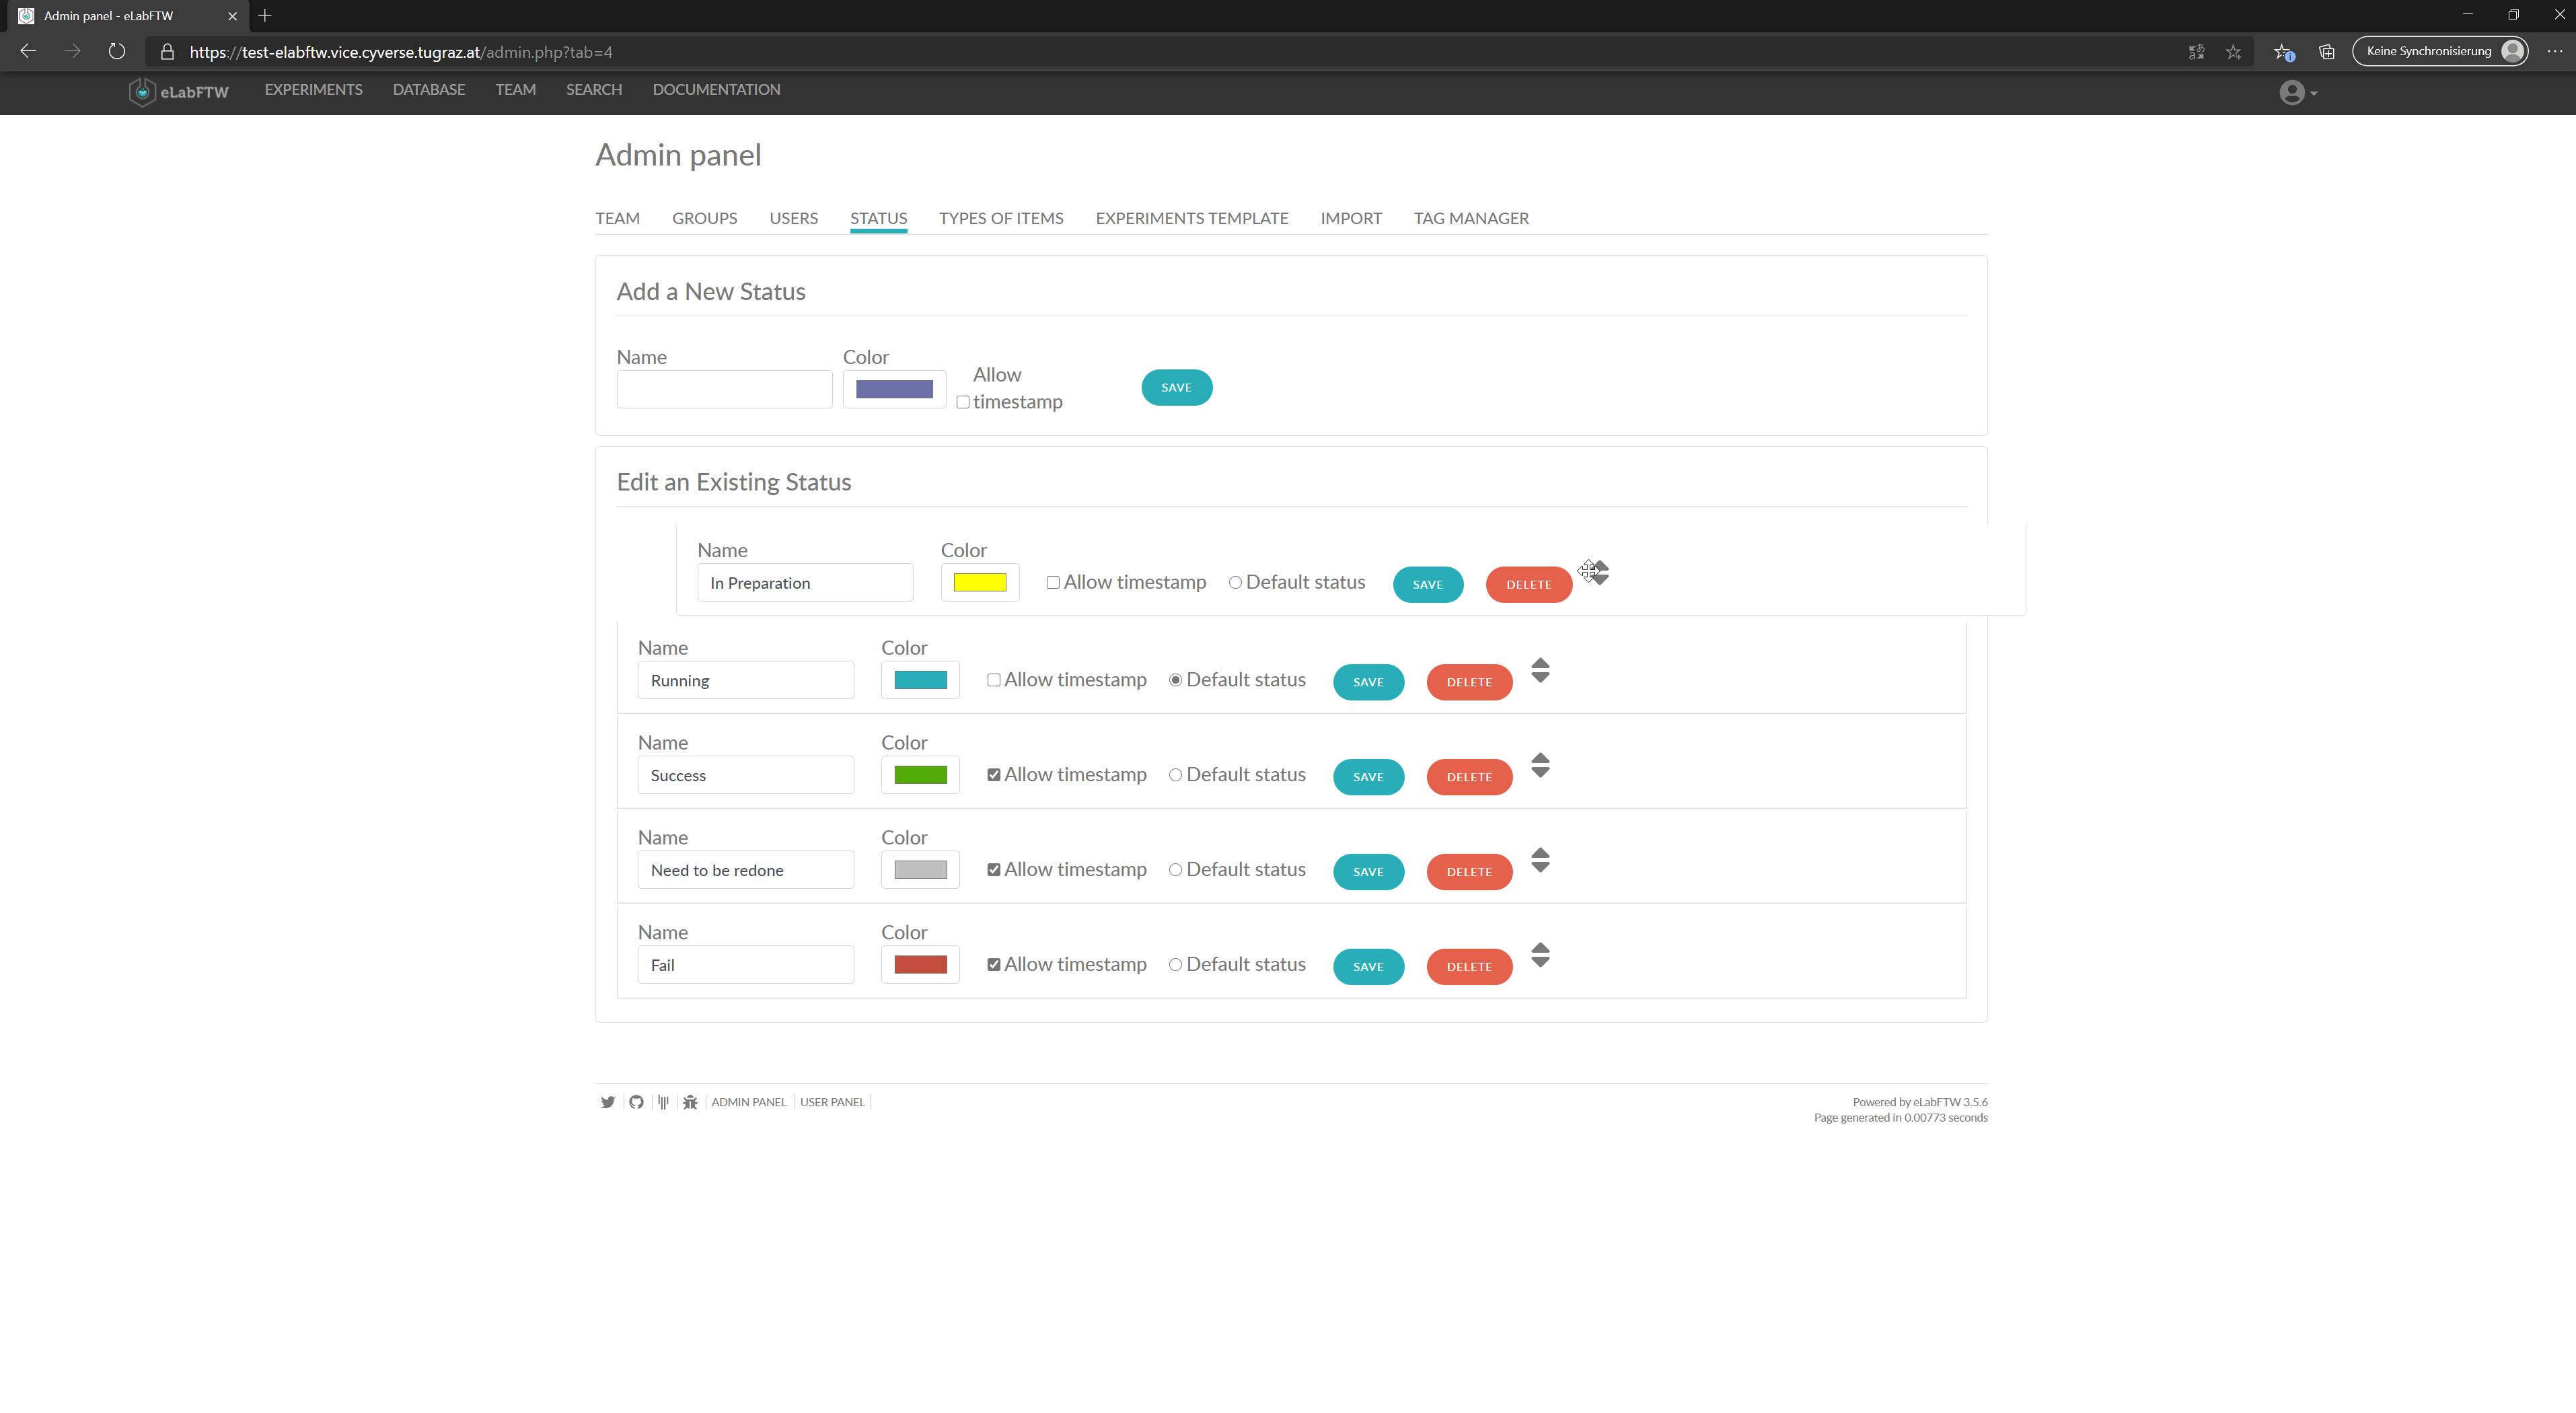 Admin panel - eLabFTW
https://test-elabftw.vice.cyverse.tugraz.at/admin.php?tab=4
Keine Synchronisierung
eLabFTW EXPERIMENTS DATABASE TEAM SEARCH DOCUMENTATION
Admin panel
TEAM GROUPS USERS STATUS TYPES OF ITEMS EXPERIMENTS TEMPLATE IMPORT TAG MANAGER
Add a New Status
Name Color
Allow
timestamp
SAVE
Edit an Existing Status
Name Color
In Preparation Allow timestamp Default status SAVE DELETE
Name Color
Running Allow timestamp Default status SAVE DELETE
Name Color
Success Allow timestamp Default status SAVE DELETE
Name Color
Need to be redone Allow timestamp Default status SAVE DELETE
Name Color
Fail Allow timestamp Default status SAVE DELETE
ADMIN PANEL USER PANEL
Powered by eLabFTW 3.5.6
Page generated in 0.00773 seconds